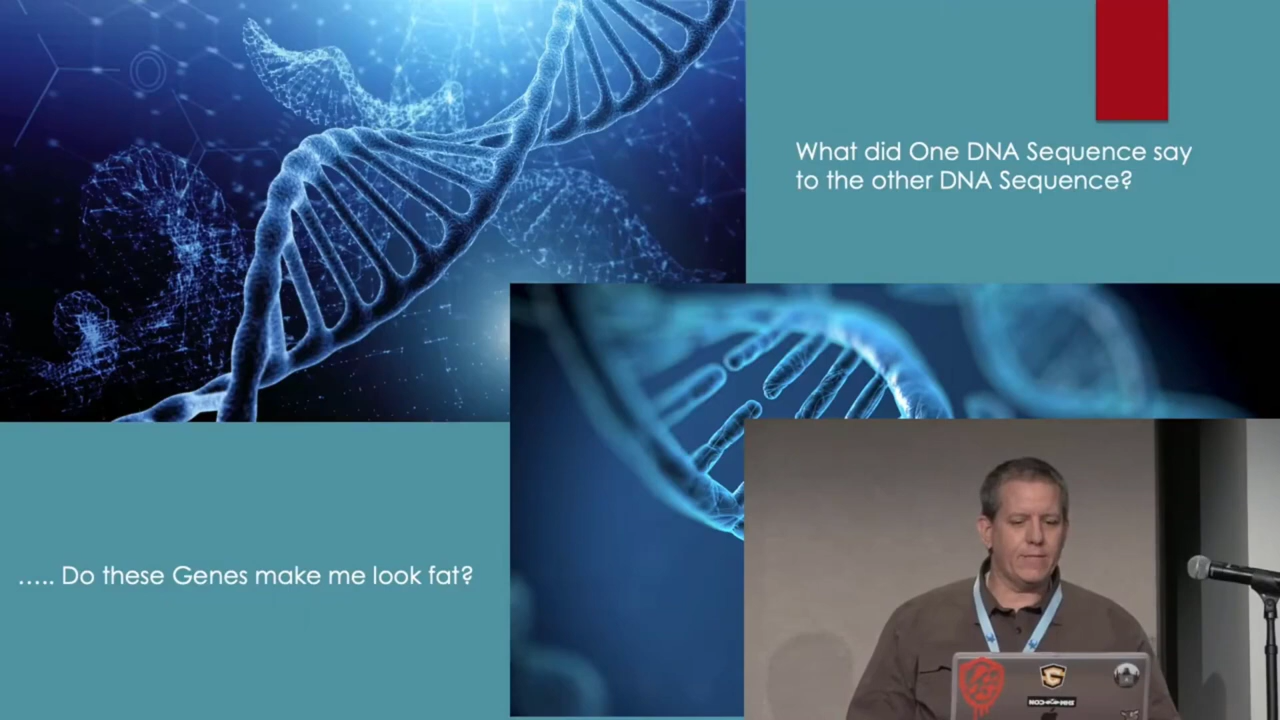 What did One DNA Sequence say
to the other DNA Sequence?
….. Do these Genes make me look fat?